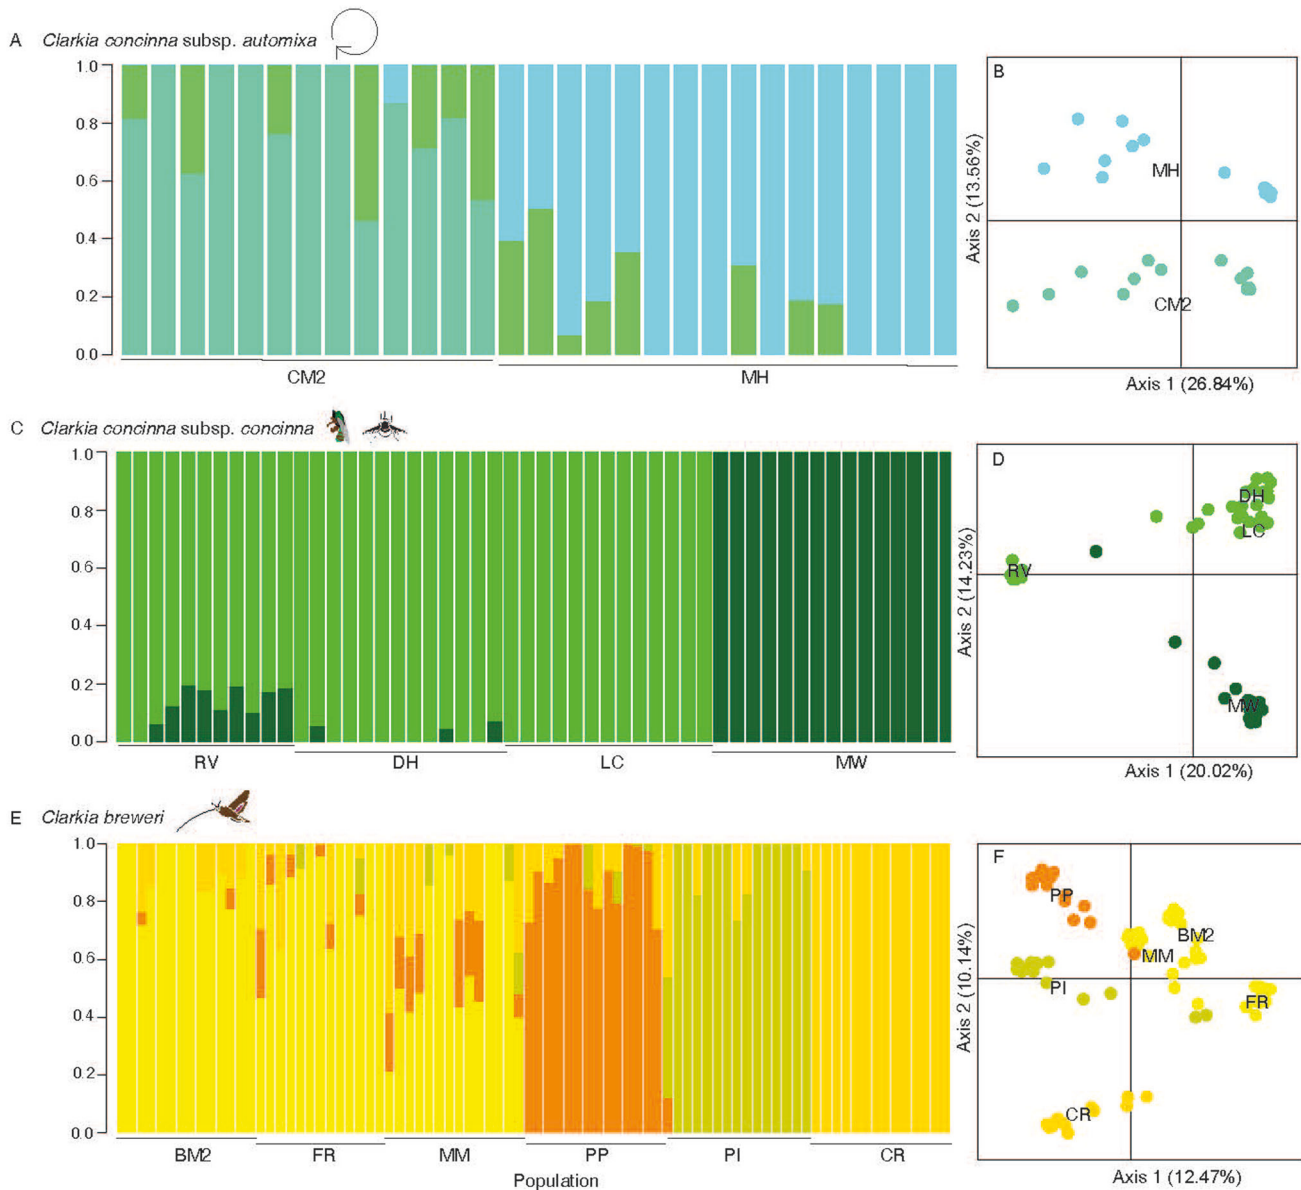 A Clarkia concinna subsp. automixa
1.0
0.8
0.6
0.4
0.2
0.0
CM2 MH
B
MH
CM2
Axis 2 (13.56%)
Axis 1 (26.84%)
C Clarkia concinna subsp. concinna
1.0
0.8
0.6
0.4
0.2
0.0
RV DH LC MW
D
DH
LC
RV
MW
Axis 2 (14.23%)
Axis 1 (20.02%)
E Clarkia breweri
1.0
0.8
0.6
0.4
0.2
0.0
BM2 FR MM PP PI CR
Population
F
PP
BM2
MM
PI
FR
CR
Axis 2 (10.14%)
Axis 1 (12.47%)